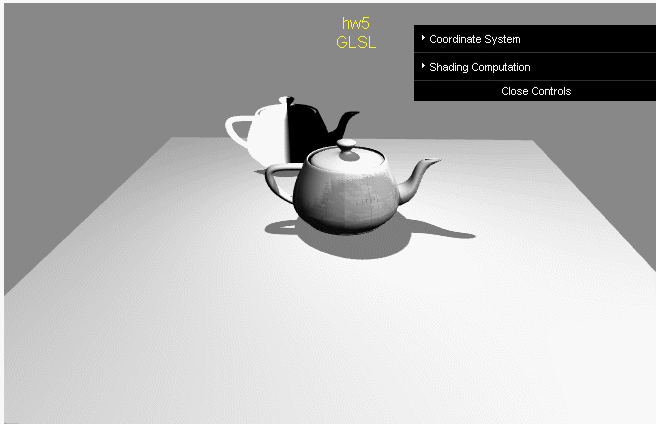 hw5
GLSL
Coordinate System
Shading Computation
Close Controls